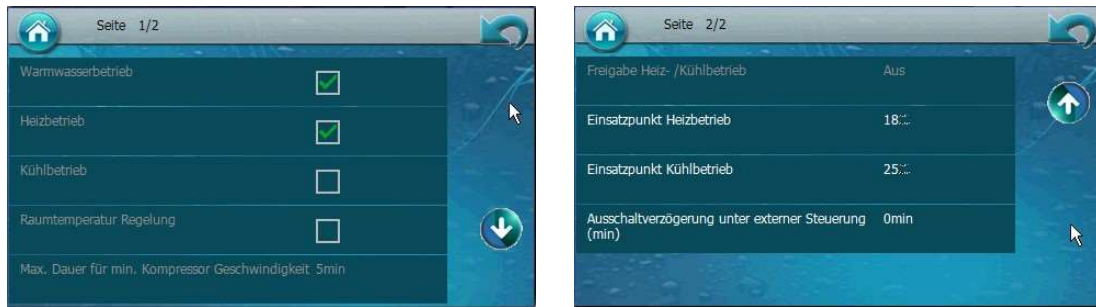 Seite 1/2
Warmwasserbetrieb
Heizbetrieb
Kühlbetrieb
Raumtemperatur Regelung
Max. Dauer für min. Kompressor Geschwindigkeit 5min
Seite 2/2
Freigabe Heiz- /Kühlbetrieb Aus
Einsatzpunkt Heizbetrieb 18
Einsatzpunkt Kühlbetrieb 25
Ausschaltverzögerung unter externer Steuerung 0min
(min)